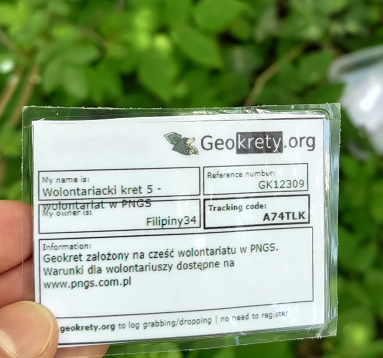 Geokrety.org
My name is:
Wolontariacki kret 5 -
wolontariat w PNGS
Reference number:
GK12309
My owner is:
Filipiny34
Tracking code:
A74TLK
Information:
Geokret założony na cześć wolontariatu w PNGS.
Warunki dla wolontariuszy dostępne na
www.pngs.com.pl
geokrety.org to log grabbing/dropping | no need to register